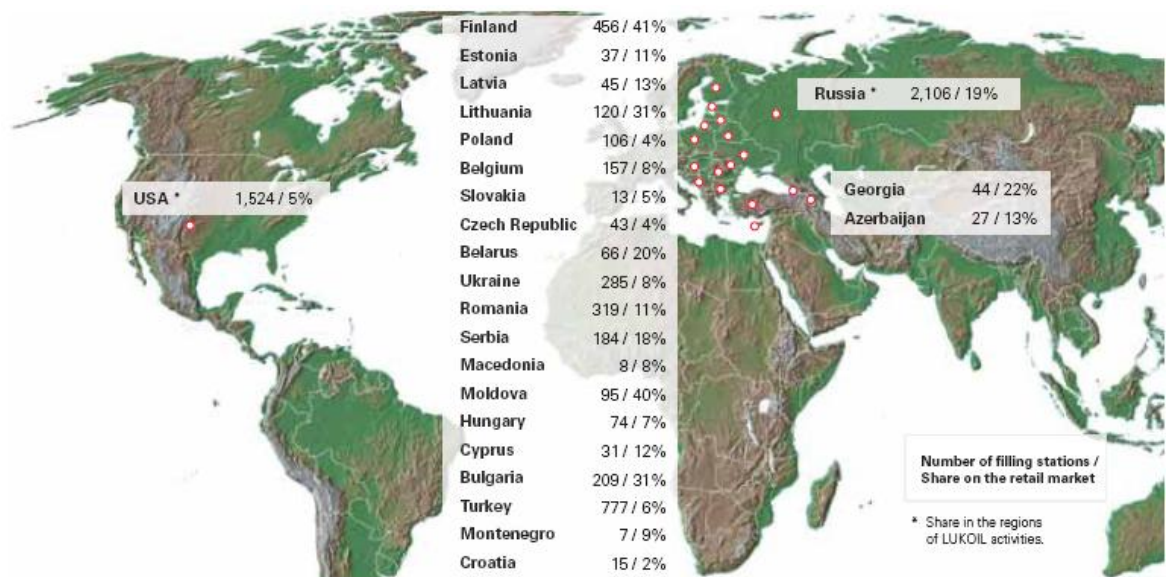 Finland 456 / 41%
Estonia 37 / 11%
Latvia 45 / 13%
Lithuania 120 / 31%
Poland 106 / 4%
Belgium 157 / 8%
Slovakia 13 / 5%
Czech Republic 43 / 4%
Belarus 66 / 20%
Ukraine 285 / 8%
Romania 319 / 11%
Serbia 184 / 18%
Macedonia 8 / 8%
Moldova 95 / 40%
Hungary 74 / 7%
Cyprus 31 / 12%
Bulgaria 209 / 31%
Turkey 777 / 6%
Montenegro 7 / 9%
Croatia 15 / 2%
USA * 1,524 / 5%
Russia * 2,106 / 19%
Georgia 44 / 22%
Azerbaijan 27 / 13%
Number of filling stations /
Share on the retail market
* Share in the regions
of LUKOIL activities.